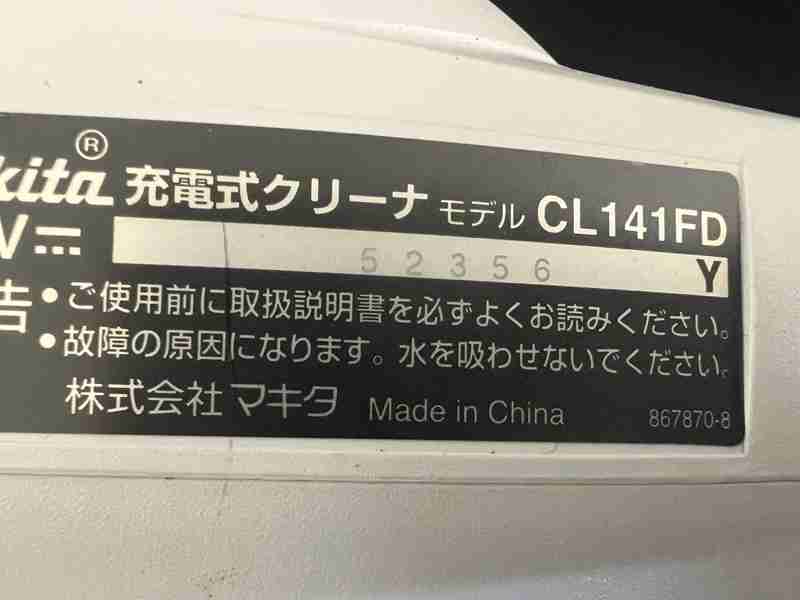 ®
kita 充電式クリーナ モデル CL141FD
V⎓ 52356 Y
告 • ご使用前に取扱説明書を必ずよくお読みください。
• 故障の原因になります。水を吸わせないでください。
株式会社 マキタ Made in China 867870-8